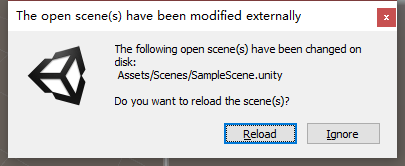 The open scene(s) have been modified externally
The following open scene(s) have been changed on
disk:
Assets/Scenes/SampleScene.unity
Do you want to reload the scene(s)?
Reload
Ignore